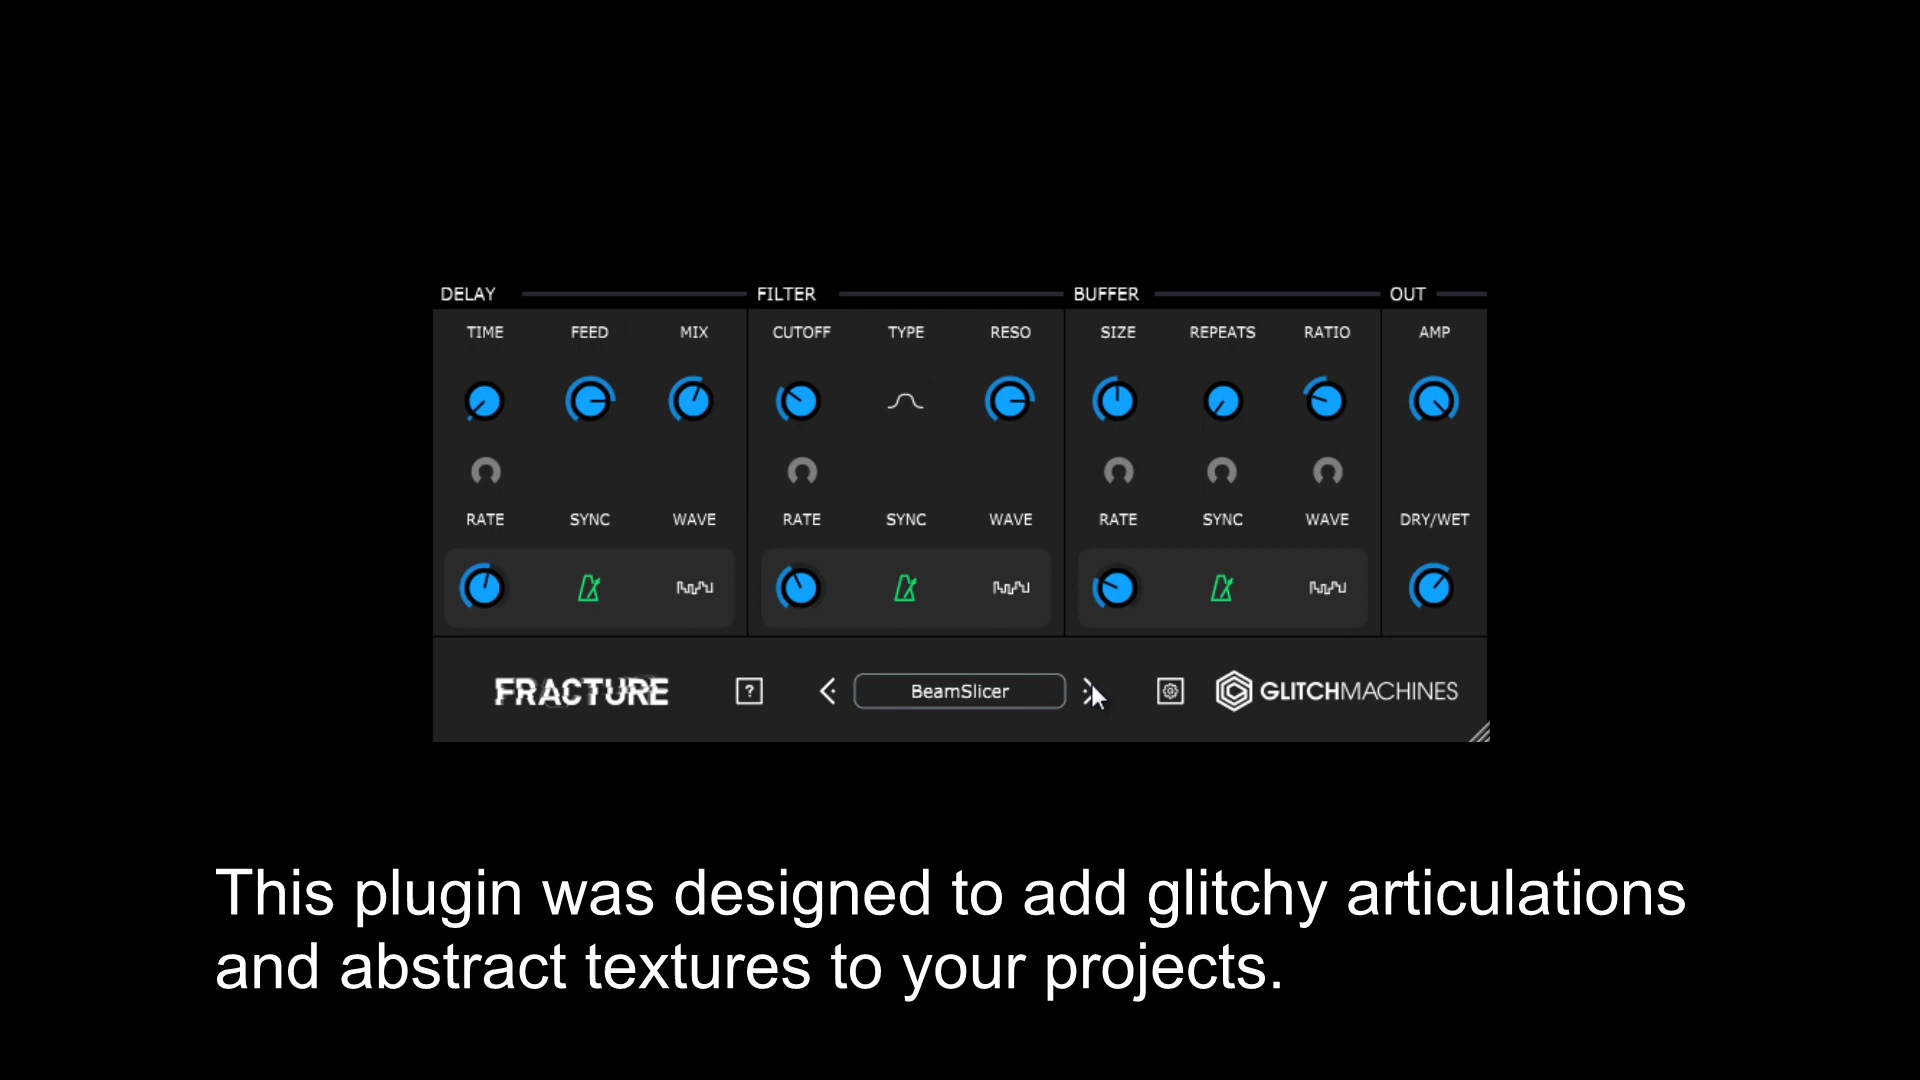 DELAY FILTER BUFFER OUT
TIME FEED MIX CUTOFF TYPE RESO SIZE REPEATS RATIO AMP
RATE SYNC WAVE RATE SYNC WAVE RATE SYNC WAVE DRY/WET
FRACTURE ? BeamSlicer GLITCHMACHINES
This plugin was designed to add glitchy articulations
and abstract textures to your projects.